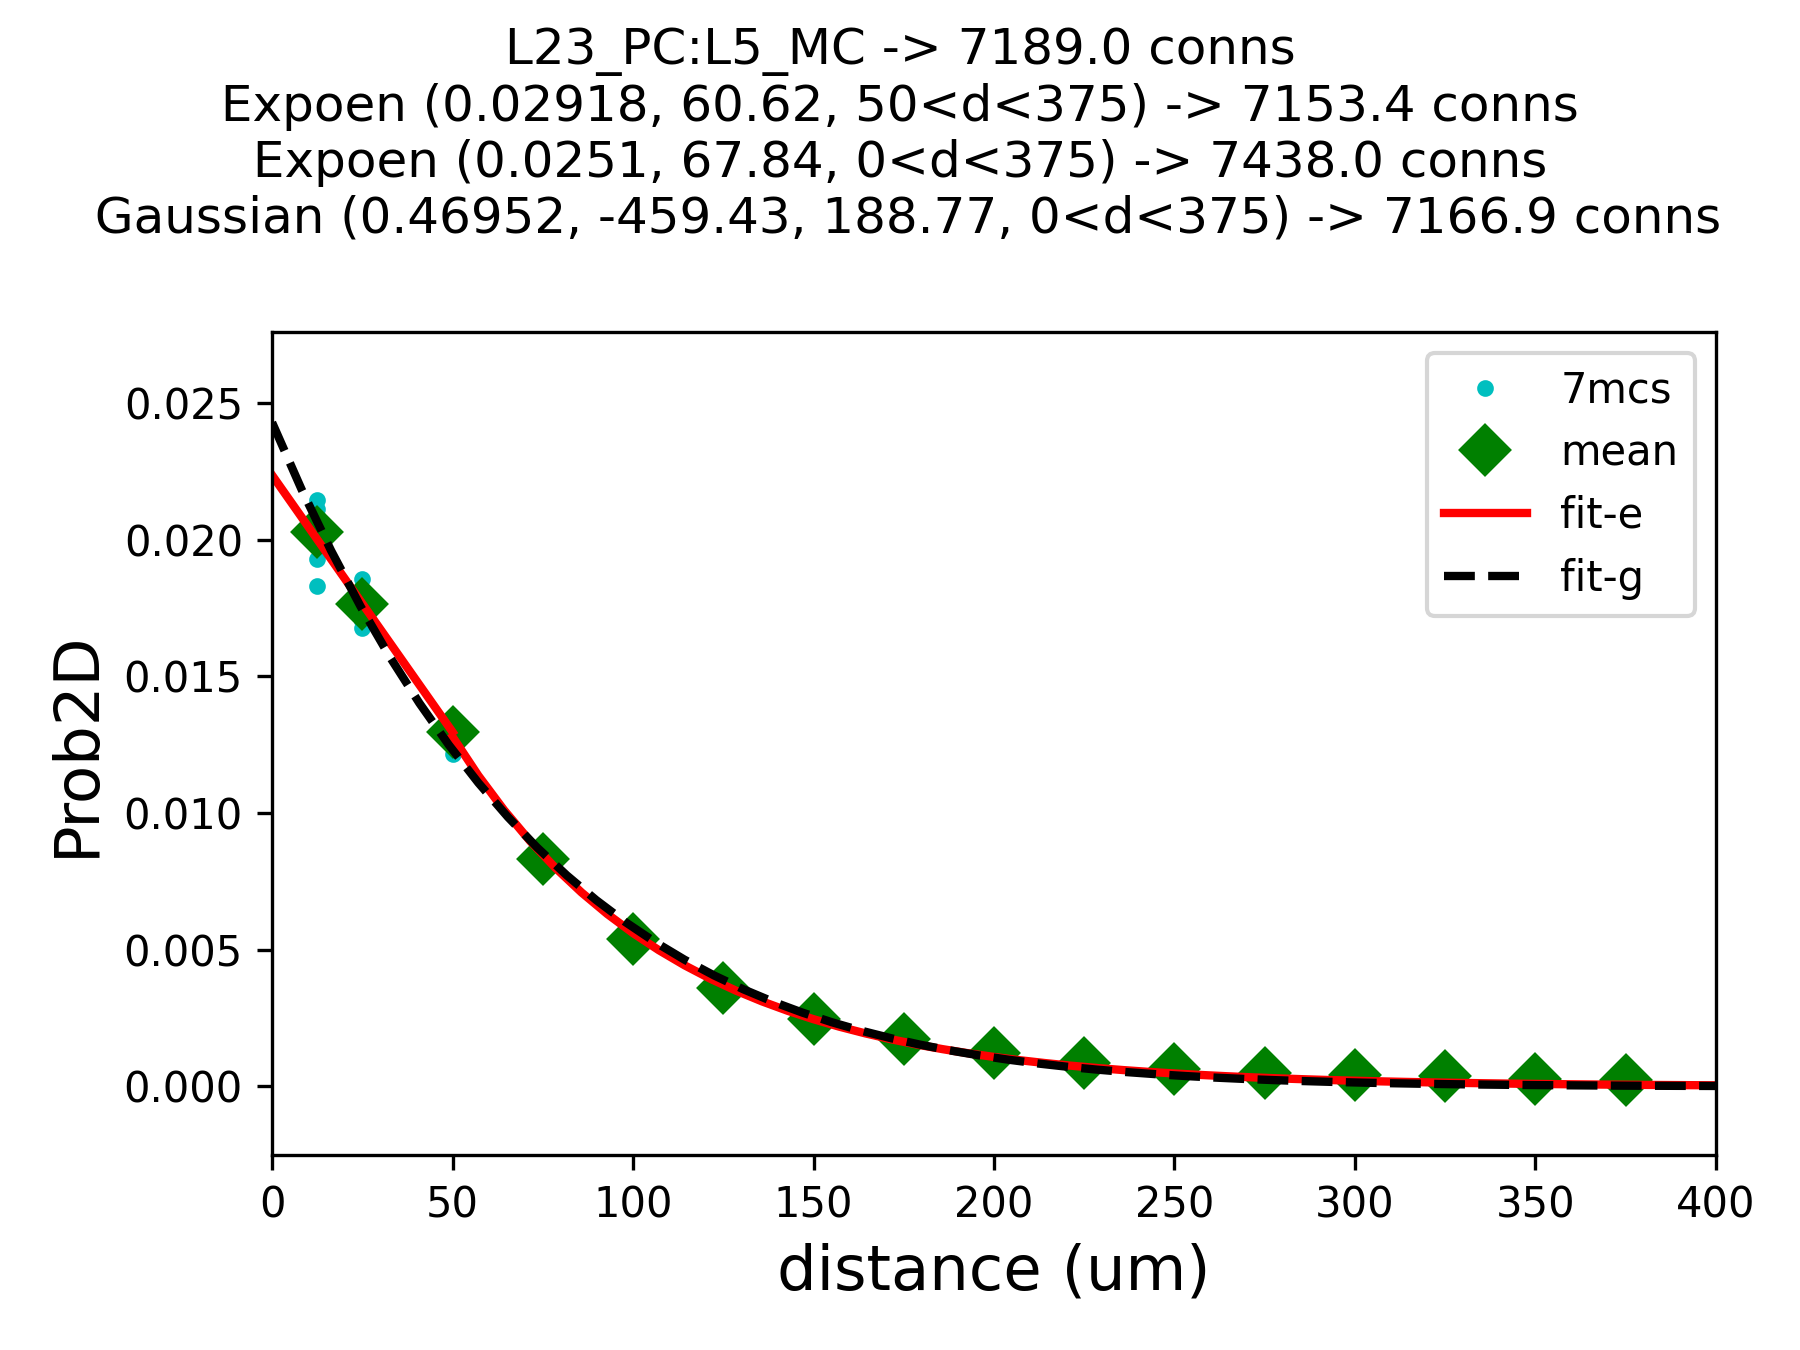 L23_PC:L5_MC -> 7189.0 conns
Expoen (0.02918, 60.62, 50<d<375) -> 7153.4 conns
Expoen (0.0251, 67.84, 0<d<375) -> 7438.0 conns
Gaussian (0.46952, -459.43, 188.77, 0<d<375) -> 7166.9 conns
7mcs
mean
fit-e
fit-g
Prob2D
0.025
0.020
0.015
0.010
0.005
0.000
0 50 100 150 200 250 300 350 400
distance (um)